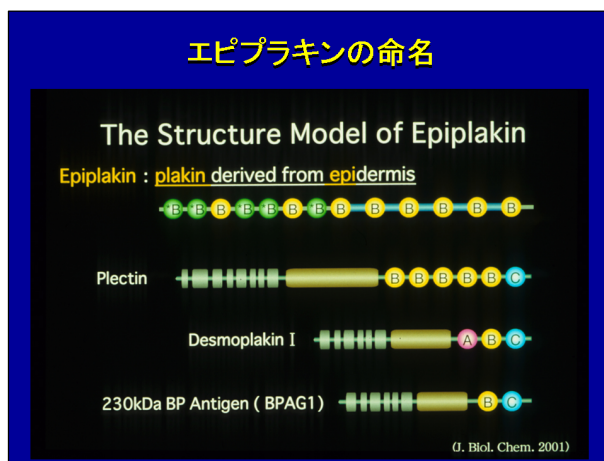 エピプラキンの命名
The Structure Model of Epiplakin
Epiplakin : plakin derived from epidermis
*B *B B *B *B B *B B B B B B B
Plectin B B B B B C
Desmoplakin I A B C
230kDa BP Antigen ( BPAG1) B C
(J. Biol. Chem. 2001)